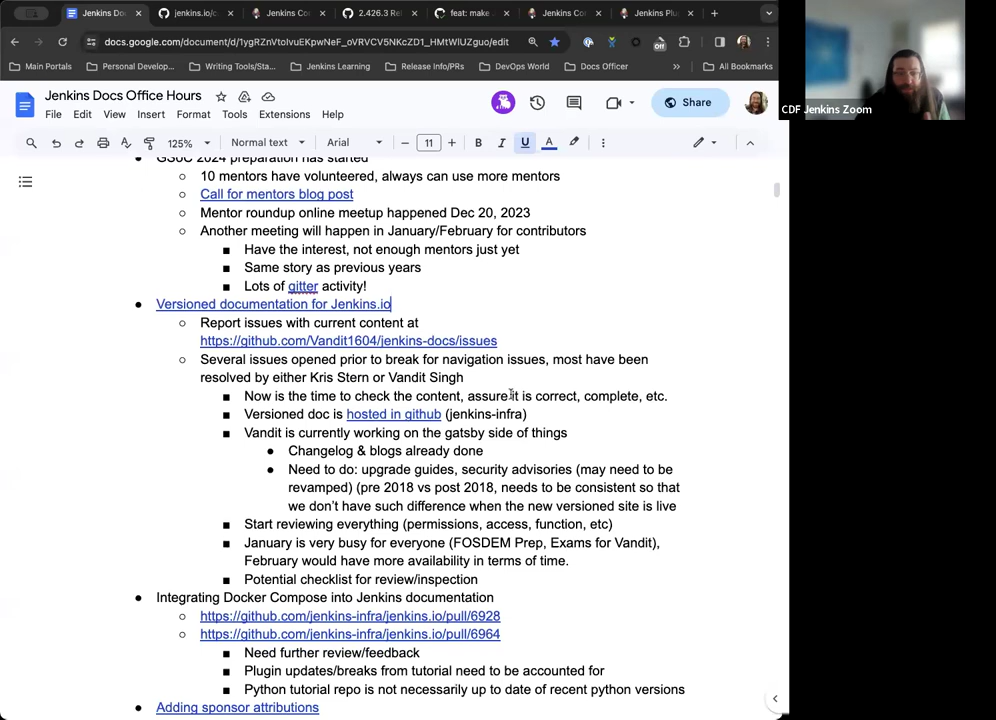 Jenkins Do
jenkins.io/c
Jenkins Co
2.426.3 Rel
feat: make
Jenkins Co
Jenkins Plu
docs.google.com/document/d/1ygRZnVtoIvuEKpwNeF_oVRVCV5NKcZD1_HMtWlUZguo/edit
Off
Main Portals
Personal Develop...
Writing Tools/Sta...
Jenkins Learning
Release Info/PRs
DevOps World
Docs Officer
All Bookmarks
CDF Jenkins Zoom
Jenkins Docs Office Hours
File Edit View Insert Format Tools Extensions Help
Share
125% Normal text Arial 11 B I U A
GSoC 2024 preparation has started
10 mentors have volunteered, always can use more mentors
Call for mentors blog post
Mentor roundup online meetup happened Dec 20, 2023
Another meeting will happen in January/February for contributors
Have the interest, not enough mentors just yet
Same story as previous years
Lots of gitter activity!
Versioned documentation for Jenkins.io
Report issues with current content at
https://github.com/Vandit1604/jenkins-docs/issues
Several issues opened prior to break for navigation issues, most have been
resolved by either Kris Stern or Vandit Singh
Now is the time to check the content, assure it is correct, complete, etc.
Versioned doc is hosted in github (jenkins-infra)
Vandit is currently working on the gatsby side of things
Changelog & blogs already done
Need to do: upgrade guides, security advisories (may need to be
revamped) (pre 2018 vs post 2018, needs to be consistent so that
we don't have such difference when the new versioned site is live
Start reviewing everything (permissions, access, function, etc)
January is very busy for everyone (FOSDEM Prep, Exams for Vandit),
February would have more availability in terms of time.
Potential checklist for review/inspection
Integrating Docker Compose into Jenkins documentation
https://github.com/jenkins-infra/jenkins.io/pull/6928
https://github.com/jenkins-infra/jenkins.io/pull/6964
Need further review/feedback
Plugin updates/breaks from tutorial need to be accounted for
Python tutorial repo is not necessarily up to date of recent python versions
Adding sponsor attributions